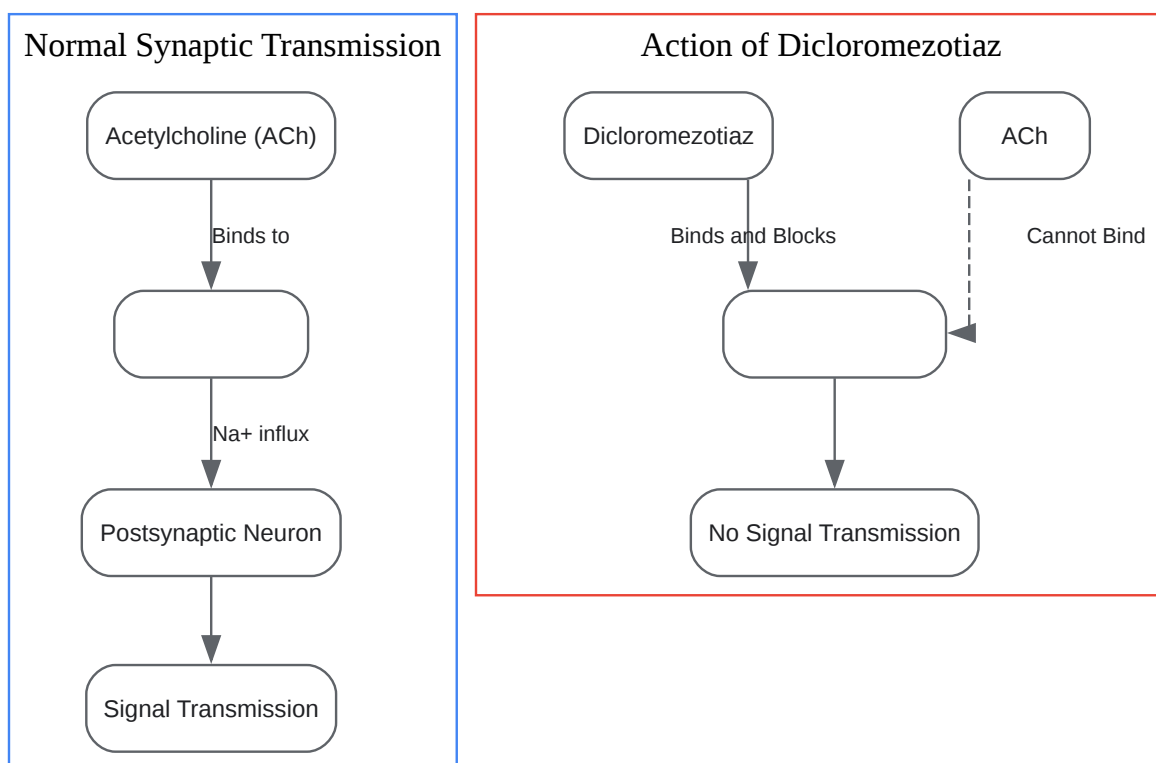 Normal Synaptic Transmission
Acetylcholine (ACh)
Binds to
Na+ influx
Postsynaptic Neuron
Signal Transmission
Action of Dicloromezotiaz
Dicloromezotiaz
ACh
Binds and Blocks
Cannot Bind
No Signal Transmission